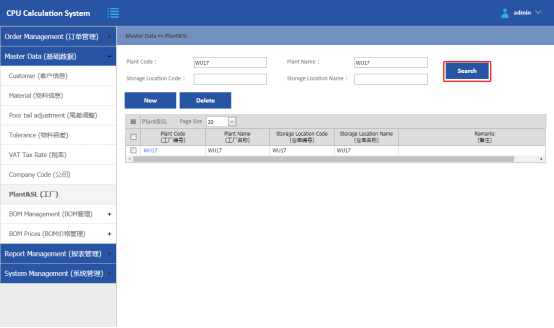 CPU Calculation System
admin
Order Management (订单管理)
Master Data (基础数据)
Customer (客户信息)
Material (物料信息)
Poor tail adjustment (尾差调整)
Tolerance (物料容差)
VAT Tax Rate (税率)
Company Code (公司)
Plant&SL (工厂)
BOM Management (BOM管理) +
BOM Prices (BOM价格管理) +
Report Management (报表管理)
System Management (系统管理)
Master Data >> Plant&SL
Plant Code : WU17 Plant Name : WU17
Storage Location Code : Storage Location Name :
Search
New Delete
Plant&SL Page Size 20
Plant Code (工厂编号) Plant Name (工厂名称) Storage Location Code (仓库编号) Storage Location Name (仓库名称) Remarks (备注)
WU17 WU17 WU17 WU17